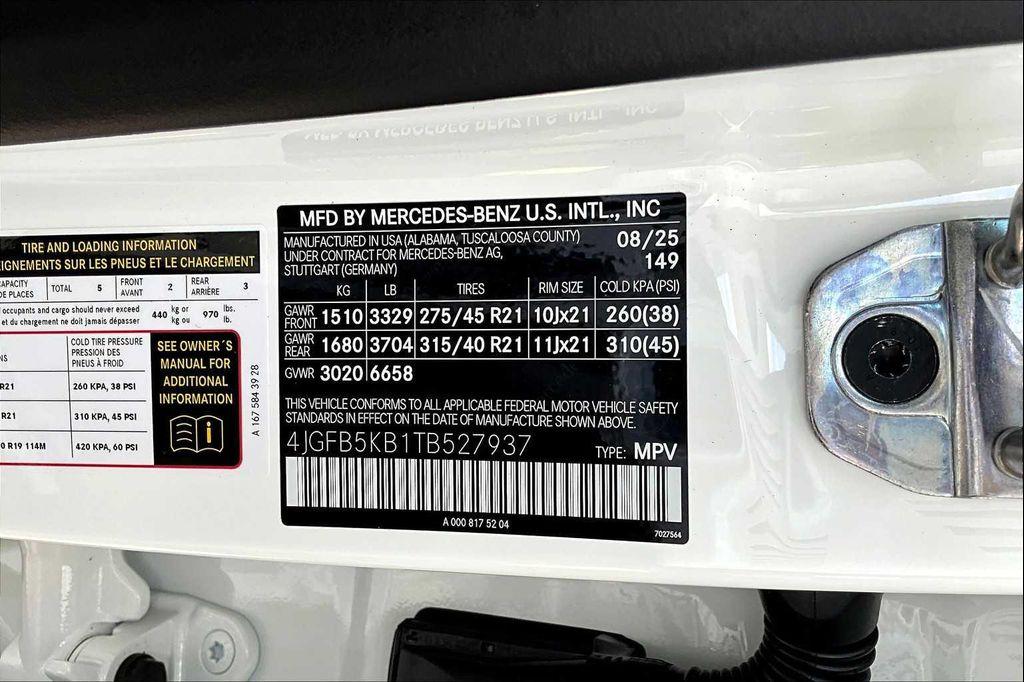 TIRE AND LOADING INFORMATION
EIGNEMENTS SUR LES PNEUS ET LE CHARGEMENT
CAPACITY TOTAL 5 FRONT 2 REAR 3
DE PLACES AVANT ARRIÈRE
occupants and cargo should never exceed 440 kg or 970 lbs.
et du chargement ne doit jamais dépasser kg ou lb.
COLD TIRE PRESSURE
PRESSION DES
PNEUS À FROID
R21 260 KPA, 38 PSI
R21 310 KPA, 45 PSI
0 R19 114M 420 KPA, 60 PSI
SEE OWNER´S
MANUAL FOR
ADDITIONAL
INFORMATION
A 167 584 39 28
MFD BY MERCEDES-BENZ U.S. INTL., INC
MANUFACTURED IN USA (ALABAMA, TUSCALOOSA COUNTY) 08/25
UNDER CONTRACT FOR MERCEDES-BENZ AG, 149
STUTTGART (GERMANY)
KG LB TIRES RIM SIZE COLD KPA(PSI)
GAWR FRONT 1510 3329 275/45 R21 10Jx21 260(38)
GAWR REAR 1680 3704 315/40 R21 11Jx21 310(45)
GVWR 3020 6658
THIS VEHICLE CONFORMS TO ALL APPLICABLE FEDERAL MOTOR VEHICLE SAFETY
STANDARDS IN EFFECT ON THE DATE OF MANUFACTURE SHOWN ABOVE.
4JGFB5KB1TB527937 TYPE: MPV
A 000 817 52 04
7027564